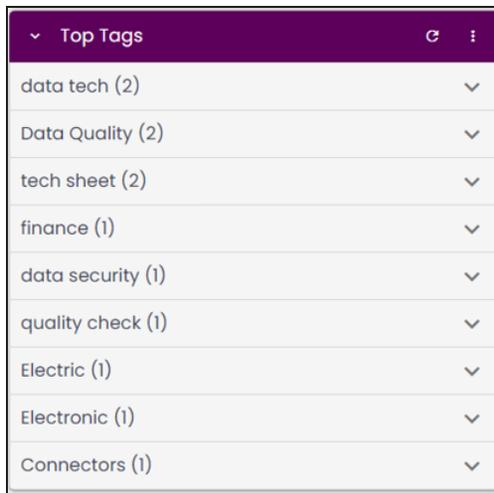 Top Tags
data tech (2)
Data Quality (2)
tech sheet (2)
finance (1)
data security (1)
quality check (1)
Electric (1)
Electronic (1)
Connectors (1)